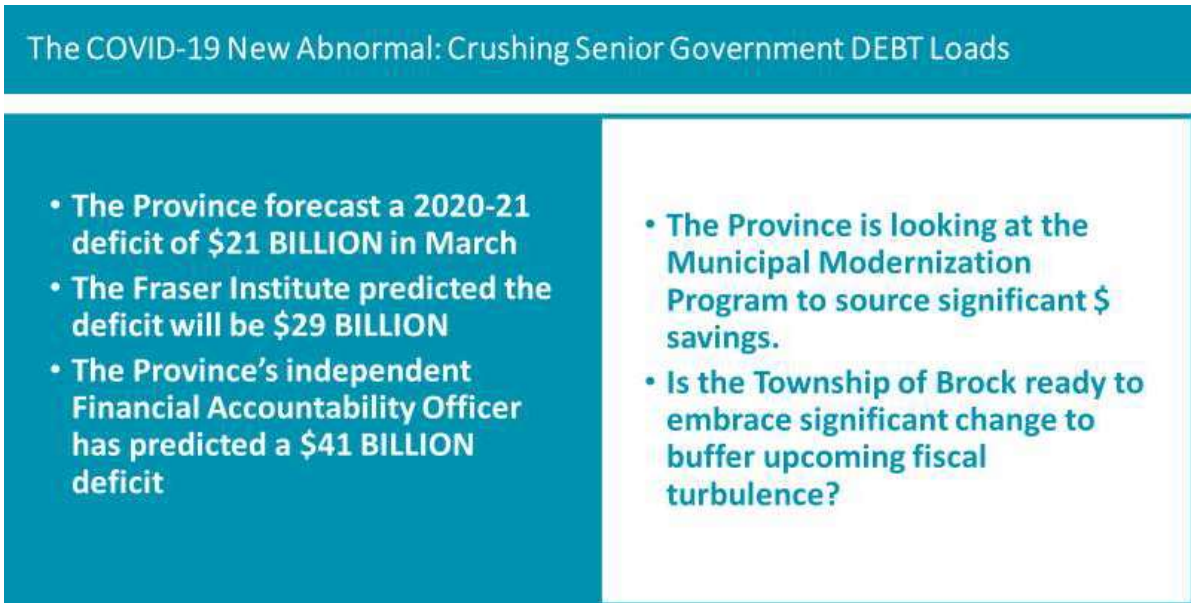 The COVID-19 New Abnormal: Crushing Senior Government DEBT Loads
• The Province forecast a 2020-21
deficit of $21 BILLION in March
• The Fraser Institute predicted the
deficit will be $29 BILLION
• The Province's independent
Financial Accountability Officer
has predicted a $41 BILLION
deficit
• The Province is looking at the
Municipal Modernization
Program to source significant $
savings.
• Is the Township of Brock ready to
embrace significant change to
buffer upcoming fiscal
turbulence?